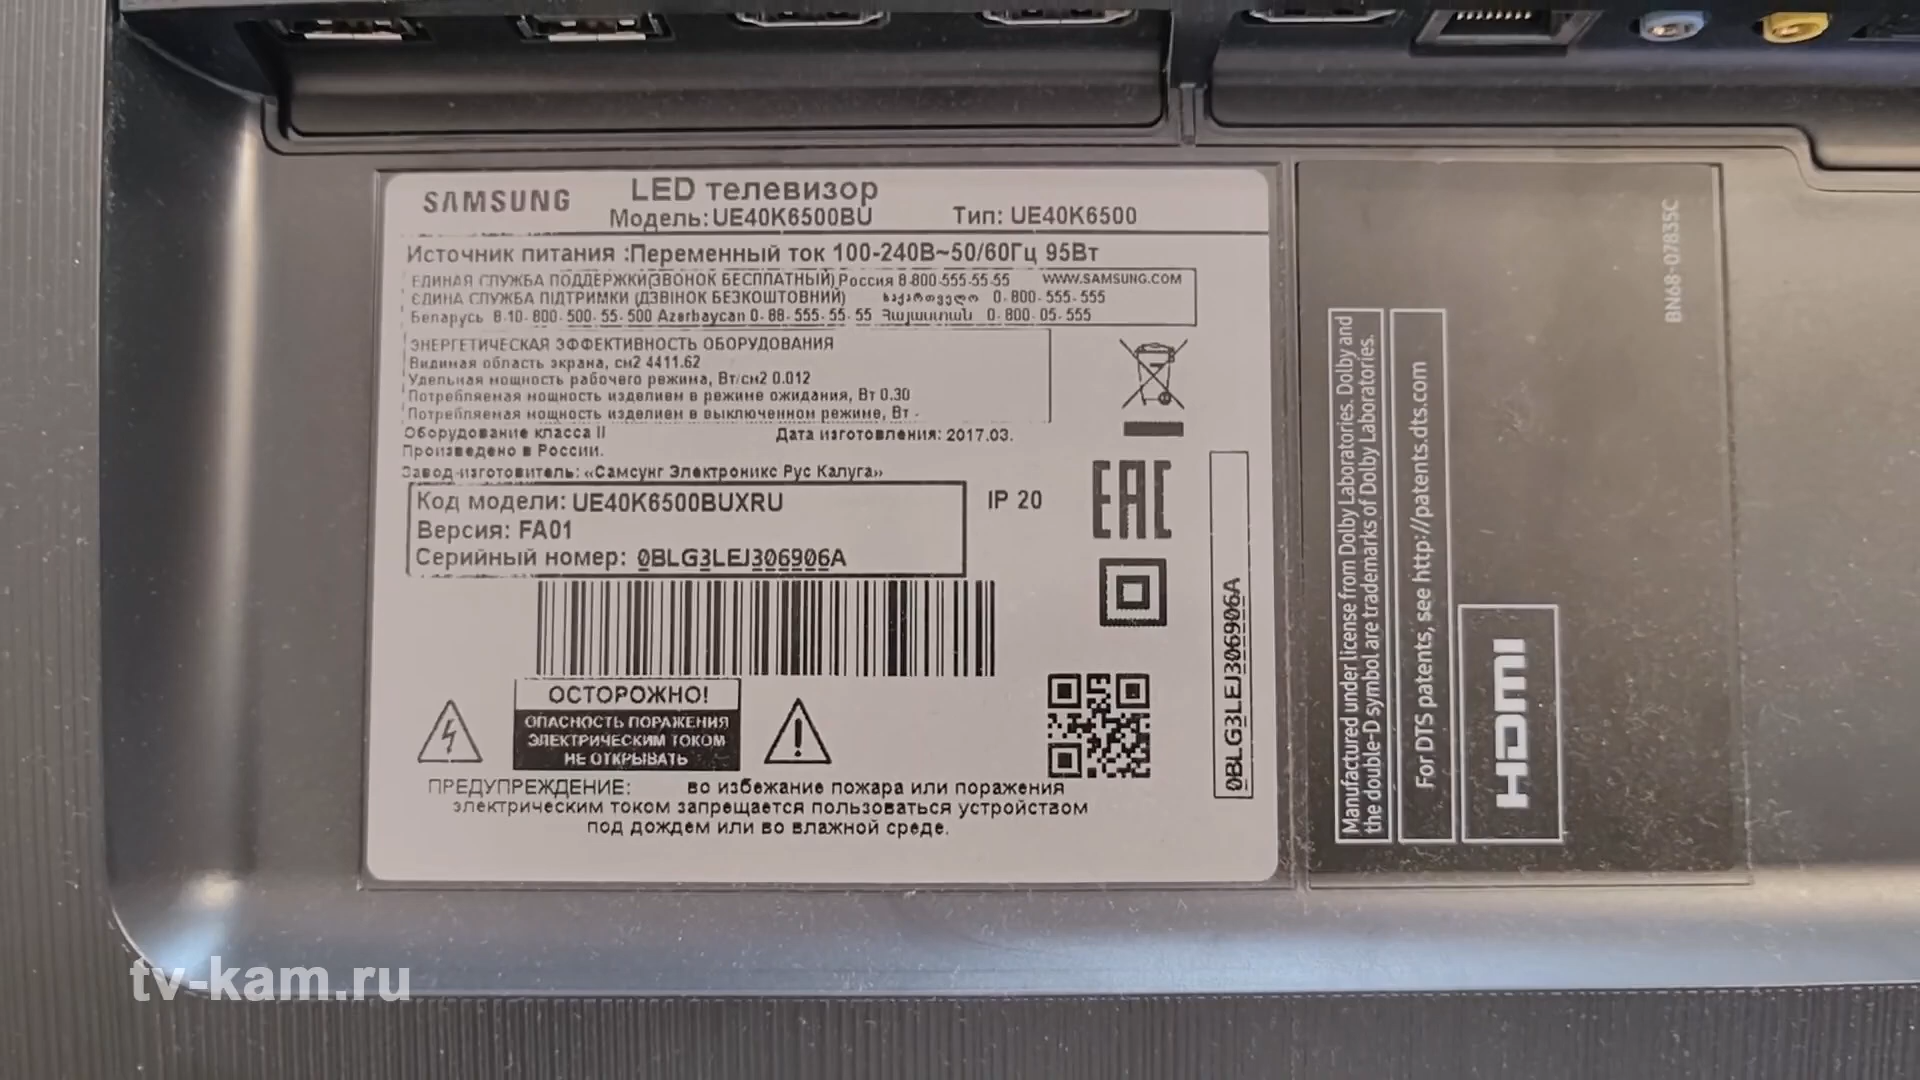 SAMSUNG
LED телевизор
Модель: UE40K6500BU Тип: UE40K6500
Источник питания :Переменный ток 100-240В~50/60Гц 95Вт
ЕДИНАЯ СЛУЖБА ПОДДЕРЖКИ(ЗВОНОК БЕСПЛАТНЫЙ) Россия 8-800-555-55-55 WWW.SAMSUNG.COM
ЄДИНА СЛУЖБА ПІДТРИМКИ (ДЗВІНОК БЕЗКОШТОВНИЙ) საქართველო 0-800-555-555
Беларусь 8-10-800-500-55-500 Azərbaycan 0-88-555-55-55 Հայաստան 0-800-05-555
ЭНЕРГЕТИЧЕСКАЯ ЭФФЕКТИВНОСТЬ ОБОРУДОВАНИЯ
Видимая область экрана, см2 4411.62
Удельная мощность рабочего режима, Вт/см2 0.012
Потребляемая мощность изделием в режиме ожидания, Вт 0.30
Потребляемая мощность изделием в выключенном режиме, Вт -
Оборудование класса II Дата изготовления: 2017.03.
Произведено в России.
Завод-изготовитель: «Самсунг Электроникс Рус Калуга»
Код модели: UE40K6500BUXRU
Версия: FA01
Серийный номер: 0BLG3LEJ306906A
IP 20
EAC
ОСТОРОЖНО!
ОПАСНОСТЬ ПОРАЖЕНИЯ
ЭЛЕКТРИЧЕСКИМ ТОКОМ
НЕ ОТКРЫВАТЬ
ПРЕДУПРЕЖДЕНИЕ: во избежание пожара или поражения
электрическим током запрещается пользоваться устройством
под дождем или во влажной среде.
0BLG3LEJ306906A
Manufactured under license from Dolby Laboratories. Dolby and
the double-D symbol are trademarks of Dolby Laboratories.
For DTS patents, see http://patents.dts.com
HDMI
BN68-07835C
tv-kam.ru